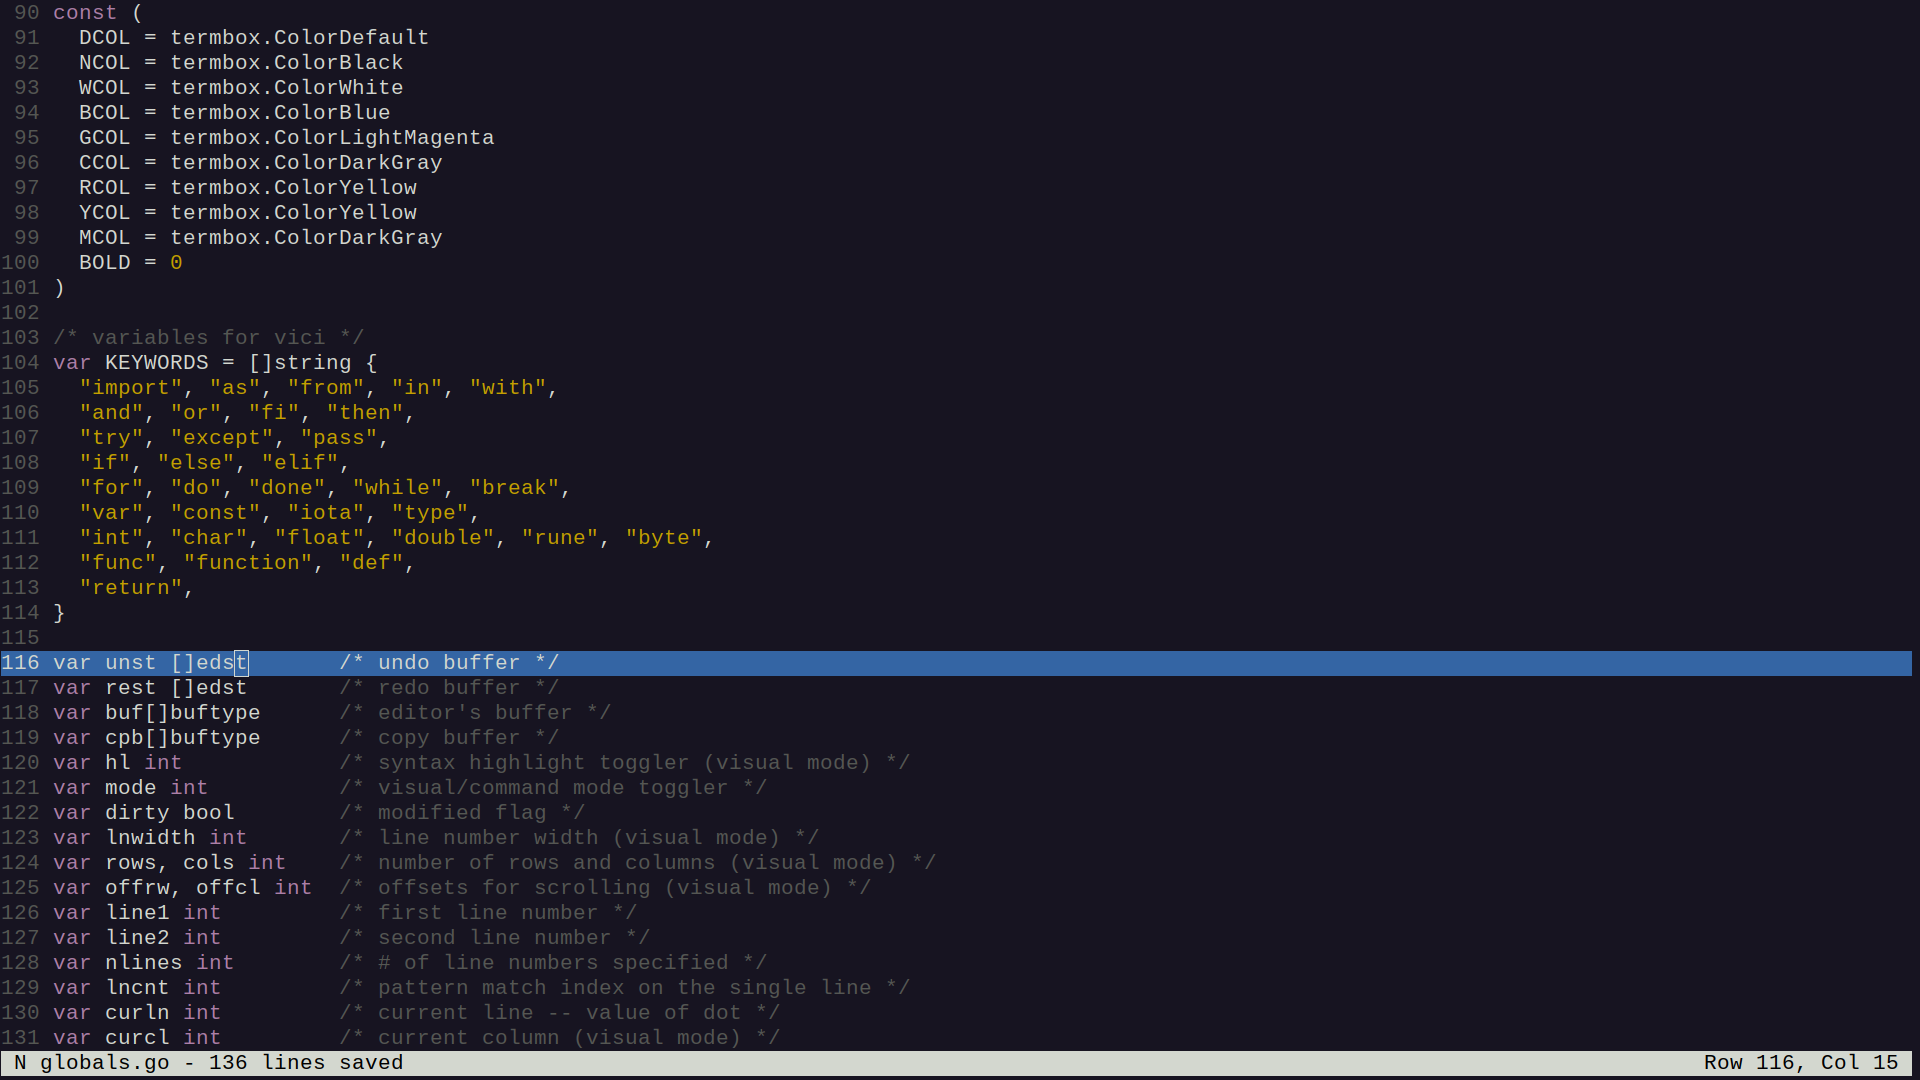 90 const (
 91   DCOL = termbox.ColorDefault
 92   NCOL = termbox.ColorBlack
 93   WCOL = termbox.ColorWhite
 94   BCOL = termbox.ColorBlue
 95   GCOL = termbox.ColorLightMagenta
 96   CCOL = termbox.ColorDarkGray
 97   RCOL = termbox.ColorYellow
 98   YCOL = termbox.ColorYellow
 99   MCOL = termbox.ColorDarkGray
100   BOLD = 0
101 )
102
103 /* variables for vici */
104 var KEYWORDS = []string {
105   "import", "as", "from", "in", "with",
106   "and", "or", "fi", "then",
107   "try", "except", "pass",
108   "if", "else", "elif",
109   "for", "do", "done", "while", "break",
110   "var", "const", "iota", "type",
111   "int", "char", "float", "double", "rune", "byte",
112   "func", "function", "def",
113   "return",
114 }
115
116 var unst []edst       /* undo buffer */
117 var rest []edst       /* redo buffer */
118 var buf[]buftype      /* editor's buffer */
119 var cpb[]buftype      /* copy buffer */
120 var hl int            /* syntax highlight toggler (visual mode) */
121 var mode int          /* visual/command mode toggler */
122 var dirty bool        /* modified flag */
123 var lnwidth int       /* line number width (visual mode) */
124 var rows, cols int    /* number of rows and columns (visual mode) */
125 var offrw, offcl int  /* offsets for scrolling (visual mode) */
126 var line1 int         /* first line number */
127 var line2 int         /* second line number */
128 var nlines int        /* # of line numbers specified */
129 var lncnt int         /* pattern match index on the single line */
130 var curln int         /* current line -- value of dot */
131 var curcl int         /* current column (visual mode) */
 N globals.go - 136 lines saved Row 116, Col 15